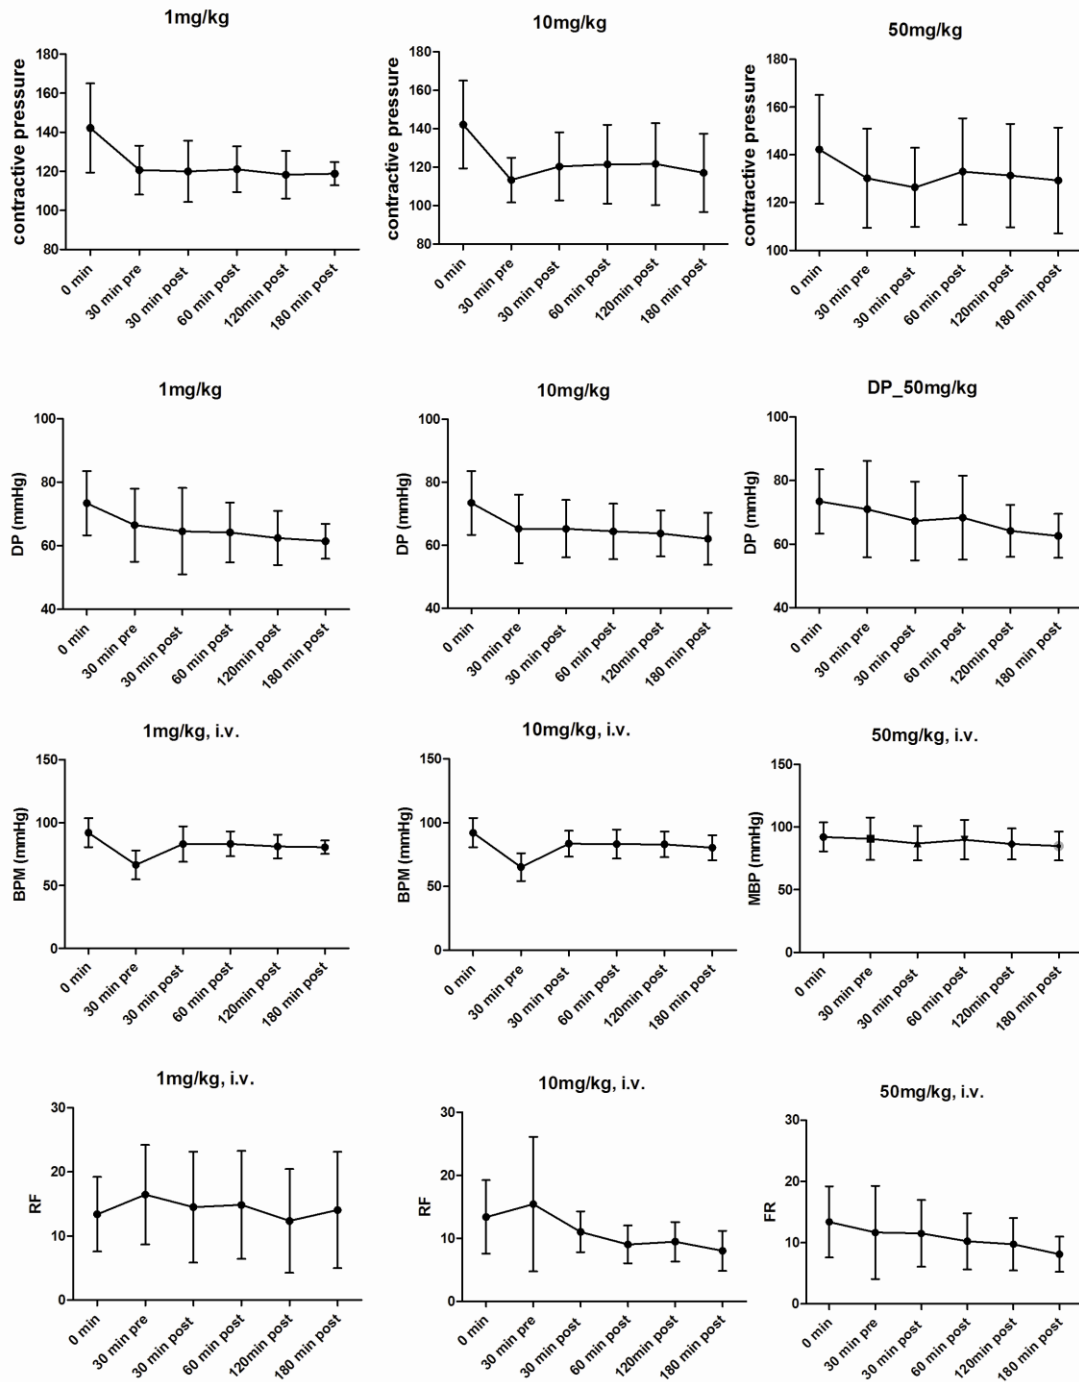 1mg/kg
contractive pressure
180
160
140
120
100
80
0 min
30 min pre
30 min post
60 min post
120min post
180 min post
10mg/kg
contractive pressure
180
160
140
120
100
80
0 min
30 min pre
30 min post
60 min post
120min post
180 min post
50mg/kg
contractive pressure
180
160
140
120
100
0 min
30 min pre
30 min post
60 min post
120min post
180 min post
1mg/kg
DP (mmHg)
100
80
60
40
0 min
30 min pre
30 min post
60 min post
120min post
180 min post
10mg/kg
DP (mmHg)
100
80
60
40
0 min
30 min pre
30 min post
60 min post
120min post
180 min post
DP_50mg/kg
DP (mmHg)
100
80
60
40
0 min
30 min pre
30 min post
60 min post
120min post
180 min post
1mg/kg, i.v.
BPM (mmHg)
150
100
50
0
0 min
30 min pre
30 min post
60 min post
120min post
180 min post
10mg/kg, i.v.
BPM (mmHg)
150
100
50
0
0 min
30 min pre
30 min post
60 min post
120min post
180 min post
50mg/kg, i.v.
MBP (mmHg)
150
100
50
0
0 min
30 min pre
30 min post
60 min post
120min post
180 min post
1mg/kg, i.v.
RF
30
20
10
0
0 min
30 min pre
30 min post
60 min post
120min post
180 min post
10mg/kg, i.v.
RF
30
20
10
0
0 min
30 min pre
30 min post
60 min post
120min post
180 min post
50mg/kg, i.v.
FR
30
20
10
0
0 min
30 min pre
30 min post
60 min post
120min post
180 min post